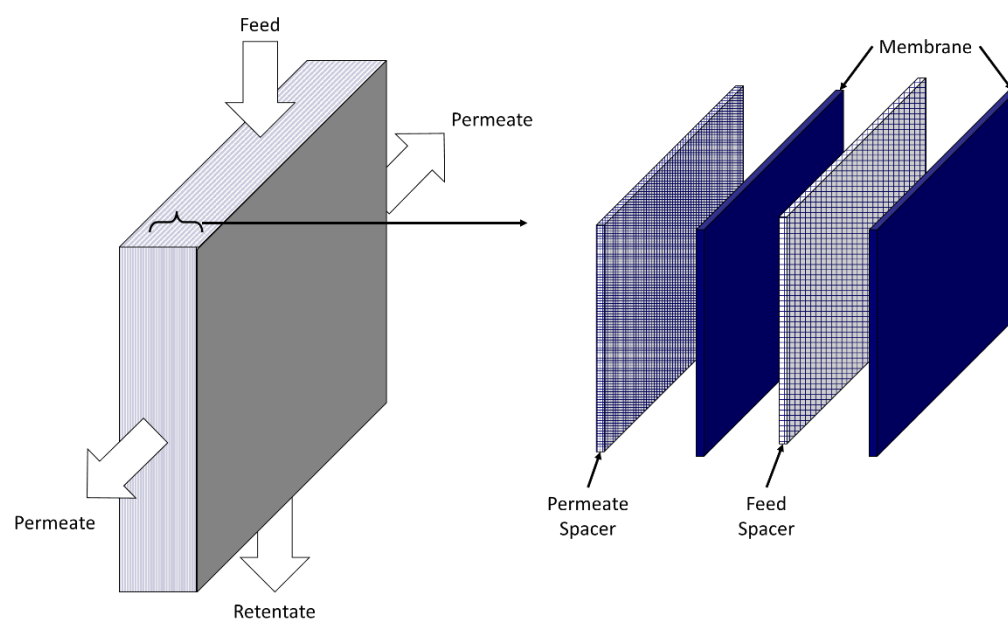 Feed
Permeate
Permeate
Retentate
Membrane
Permeate
Spacer
Feed
Spacer